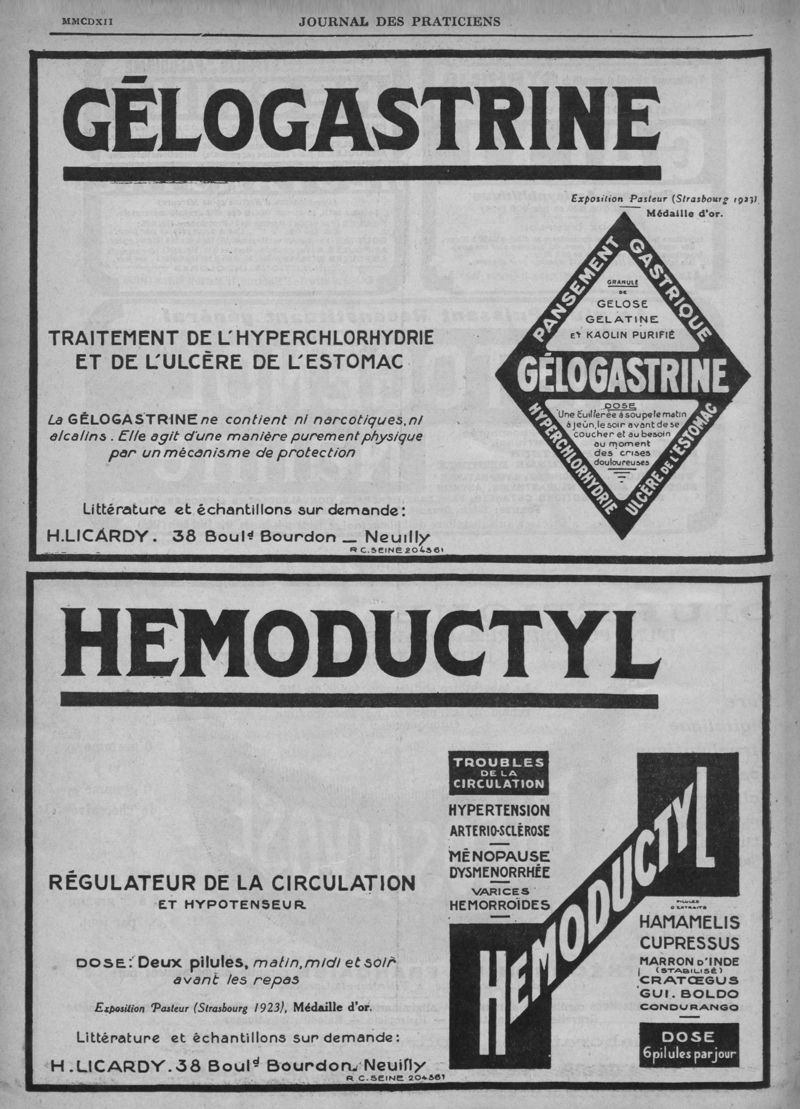 MMCDXII
JOURNAL DES PRATICIENS
GÉLOGASTRINE
Exposition Pasteur (Strasbourg 1923)
Médaille d'or.
TRAITEMENT DE L'HYPERCHLORHYDRIE
ET DE L'ULCÈRE DE L'ESTOMAC
La GÉLOGASTRINE ne contient ni narcotiques, ni
alcalins. Elle agit d'une manière purement physique
par un mécanisme de protection
Littérature et échantillons sur demande:
H. LICARDY. 38 Boulᵈ Bourdon _ Neuilly
R C. SEINE 204361
PANSEMENT GASTRIQUE
GRANULÉ
DE
GELOSE
GELATINE
ET KAOLIN PURIFIÉ
GÉLOGASTRINE
DOSE
Une Cuillerée à soupe le matin
à jeun, le soir avant de se
coucher et au besoin
au moment
des crises
douloureuses
HYPERCHLORHYDRIE
ULCÈRE DE L'ESTOMAC
HEMODUCTYL
RÉGULATEUR DE LA CIRCULATION
ET HYPOTENSEUR
DOSE: Deux pilules, matin, midi et soir
avant les repas
Exposition Pasteur (Strasbourg 1923), Médaille d'or.
Littérature et échantillons sur demande:
H. LICARDY. 38 Boulᵈ Bourdon. Neuilly
R C. SEINE 204361
TROUBLES
DE LA
CIRCULATION
HYPERTENSION
ARTERIO-SCLÉROSE
MÉNOPAUSE
DYSMENORRHÉE
VARICES
HEMORROÏDES
HEMODUCTYL
PILULES
D'EXTRAITS
HAMAMELIS
CUPRESSUS
MARRON D'INDE
(STABILISÉ)
CRATŒGUS
GUI. BOLDO
CONDURANGO
DOSE
6 pilules par jour